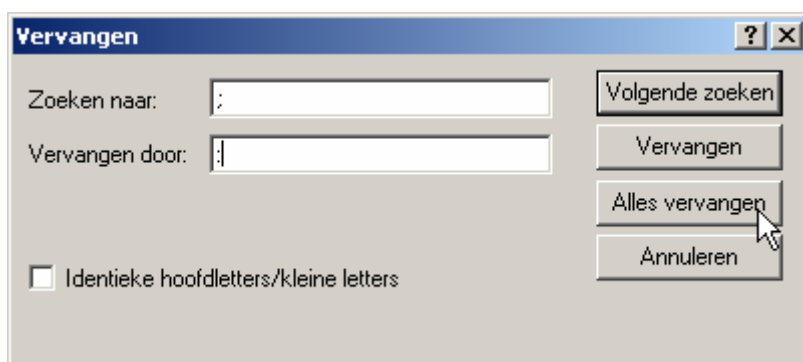 Vervangen
Zoeken naar: ; Volgende zoeken
Vervangen door: : Vervangen
Alles vervangen
Annuleren
Identieke hoofdletters/kleine letters